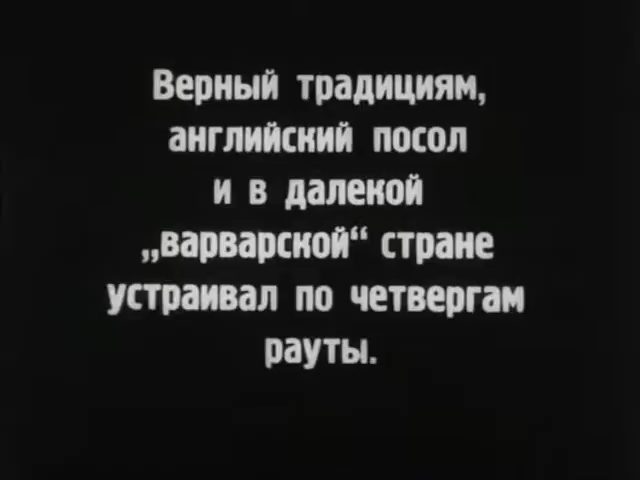 Верный традициям,
английский посол
и в далекой
„варварской“ стране
устраивал по четвергам
рауты.